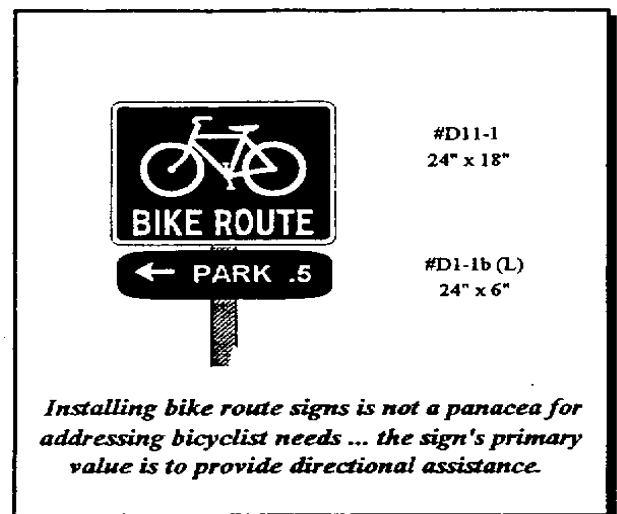 BIKE ROUTE
#D11-1
24" x 18"
← PARK .5
#D1-1b (L)
24" x 6"
Installing bike route signs is not a panacea for
addressing bicyclist needs ... the sign's primary
value is to provide directional assistance.